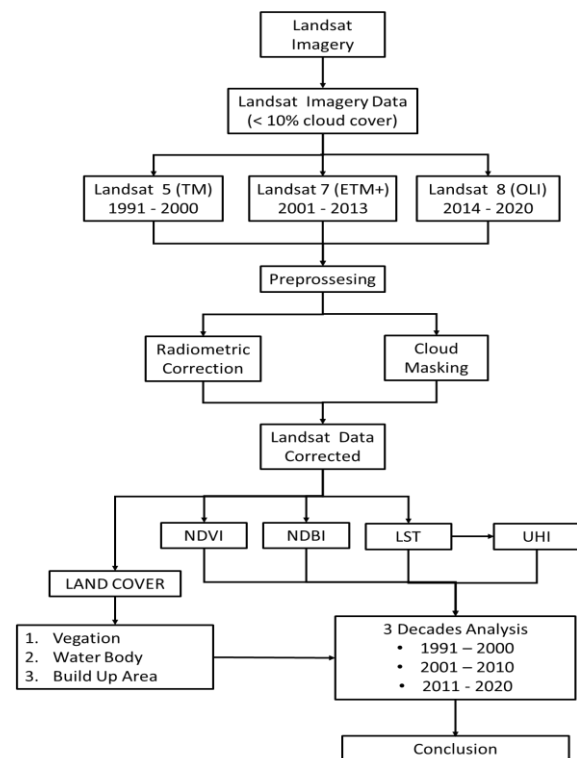 Landsat
Imagery
Landsat Imagery Data
(< 10% cloud cover)
Landsat 5 (TM)
1991 - 2000
Landsat 7 (ETM+)
2001 - 2013
Landsat 8 (OLI)
2014 - 2020
Preprossesing
Radiometric
Correction
Cloud
Masking
Landsat Data
Corrected
NDVI
NDBI
LST
UHI
LAND COVER
1. Vegation
2. Water Body
3. Build Up Area
3 Decades Analysis
• 1991 – 2000
• 2001 – 2010
• 2011 - 2020
Conclusion